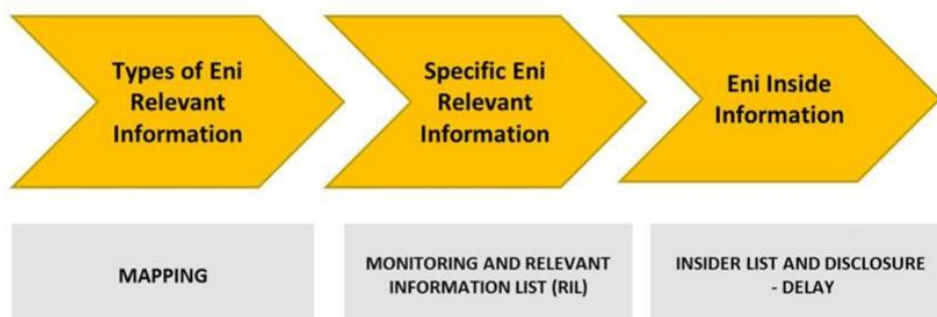 Types of Eni
Relevant
Information
Specific Eni
Relevant
Information
Eni Inside
Information
MAPPING
MONITORING AND RELEVANT
INFORMATION LIST (RIL)
INSIDER LIST AND DISCLOSURE
- DELAY